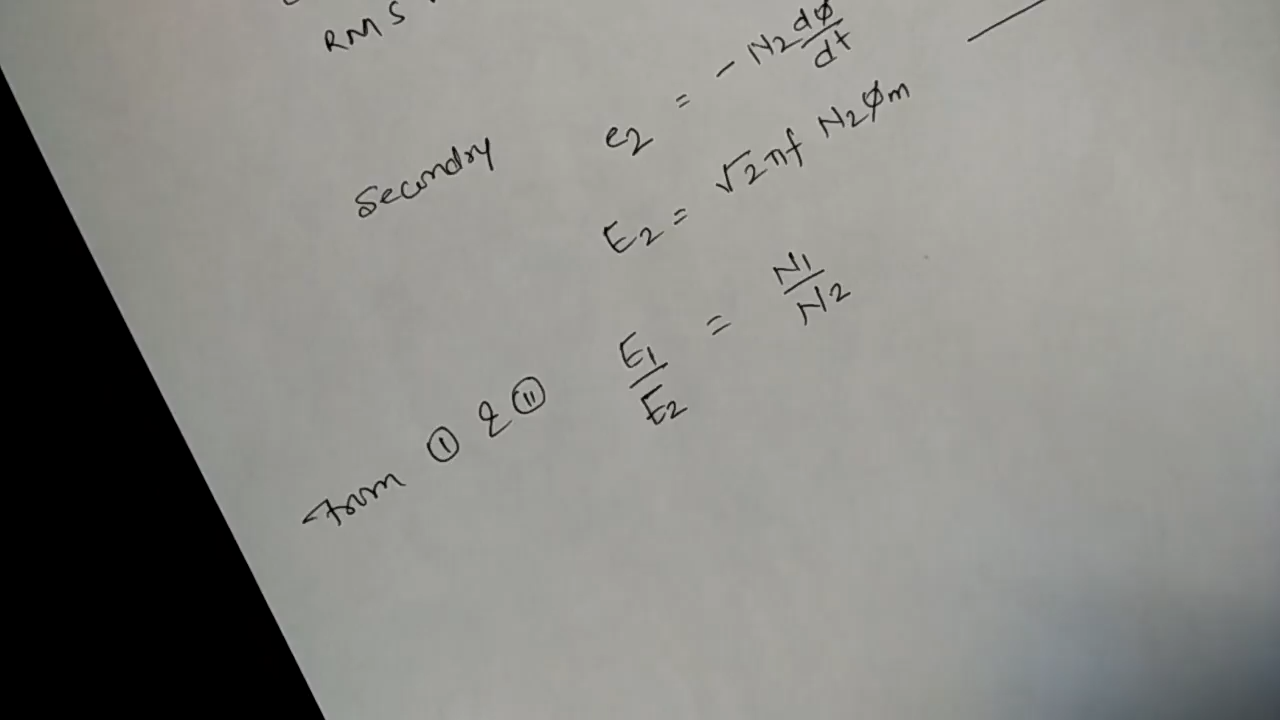 RMS
Secondry e2 = - N2 dφ/dt
E2 = √2πf N2φm
From ① & ⑪ E1/E2 = N1/N2